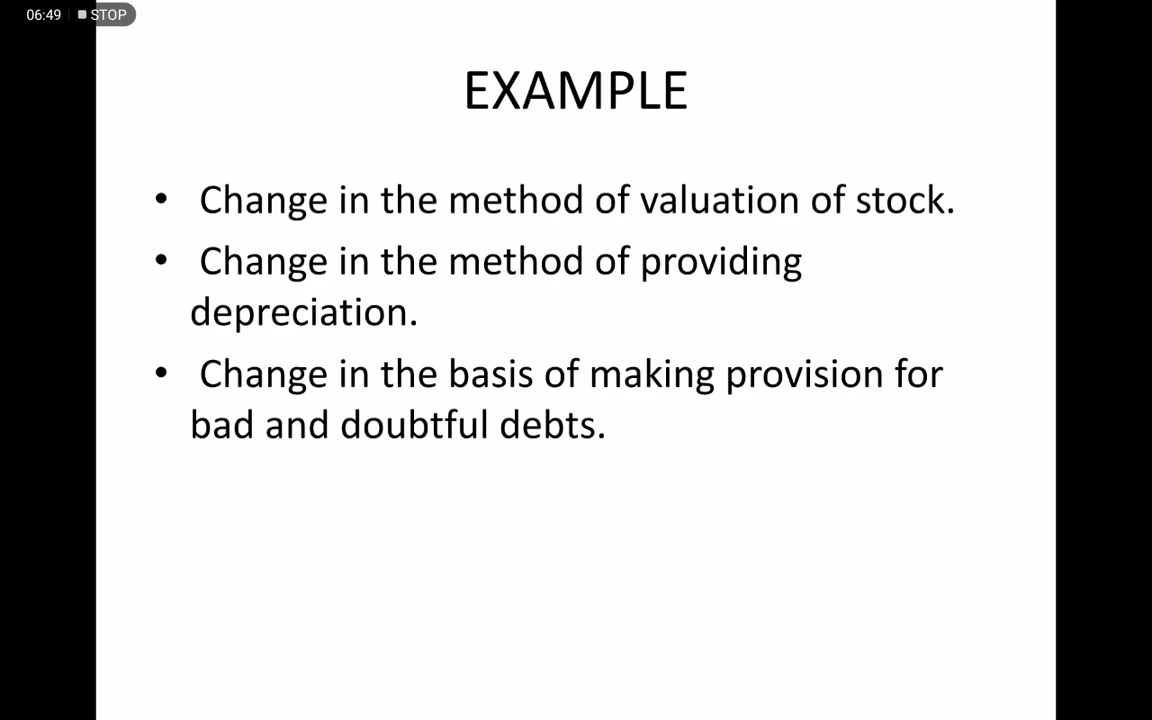 06:49 STOP
EXAMPLE
• Change in the method of valuation of stock.
• Change in the method of providing
depreciation.
• Change in the basis of making provision for
bad and doubtful debts.